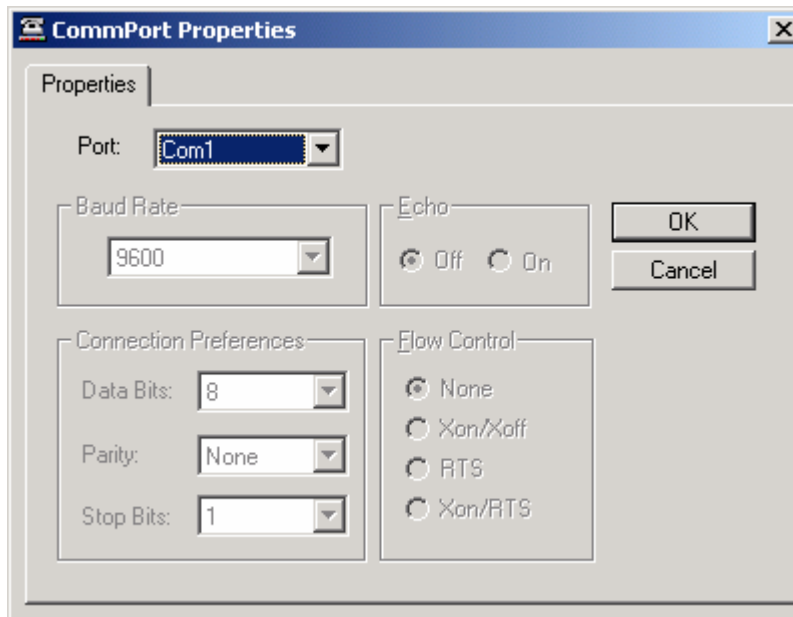 CommPort Properties
Properties
Port: Com1
Baud Rate
9600
Echo
Off On
OK
Cancel
Connection Preferences
Data Bits: 8
Parity: None
Stop Bits: 1
Flow Control
None
Xon/Xoff
RTS
Xon/RTS